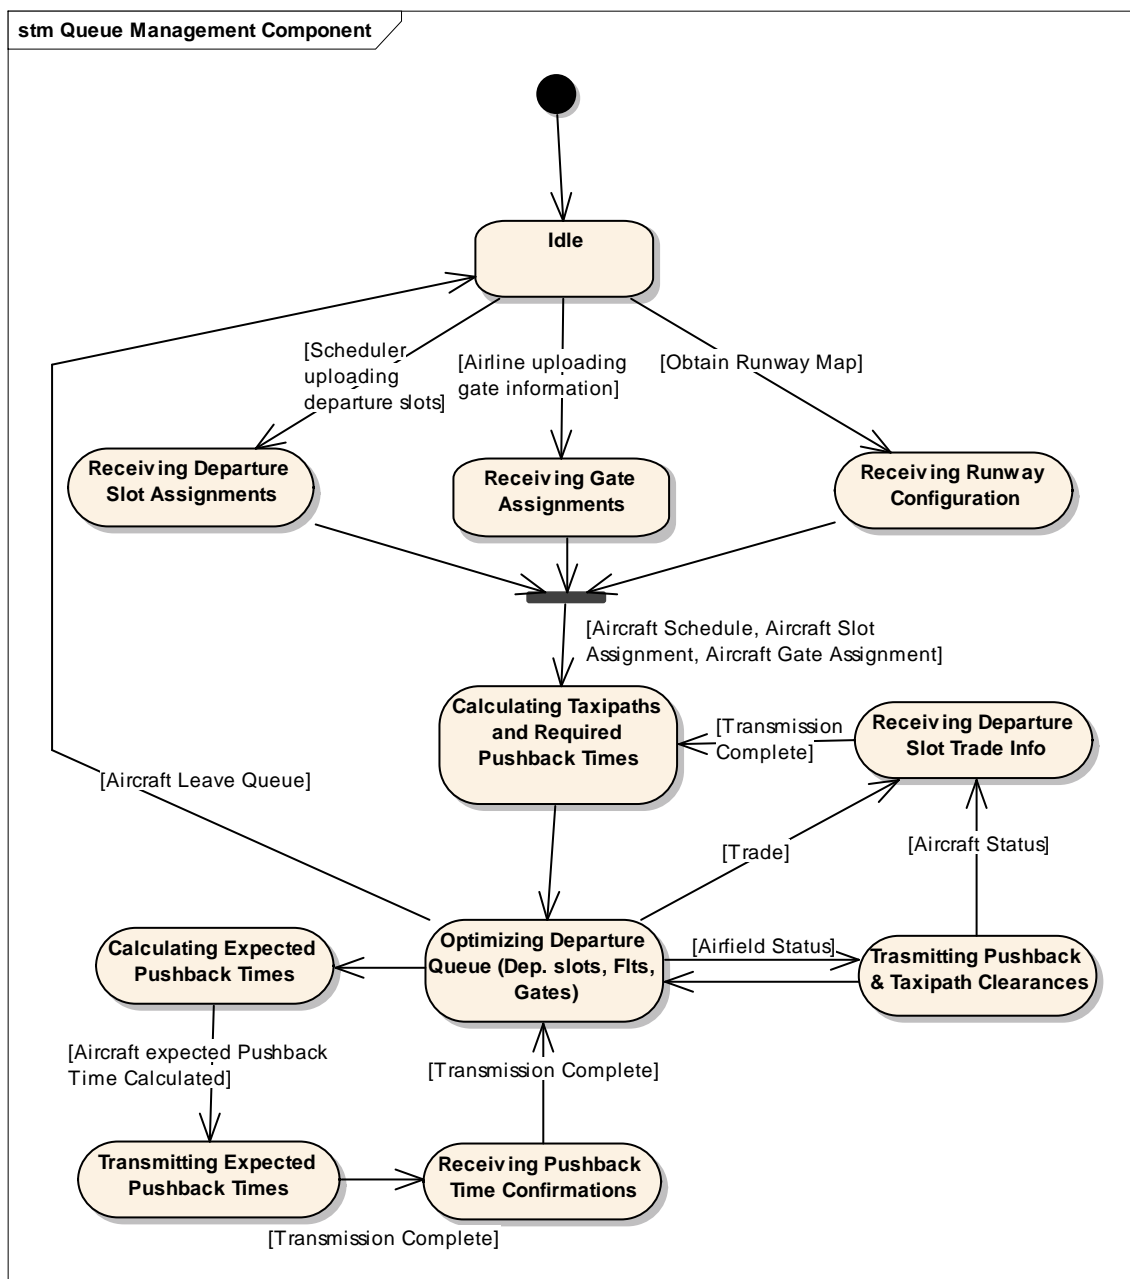 stm Queue Management Component
Idle
[Scheduler
uploading
departure slots]
[Airline uploading
gate information]
[Obtain Runway Map]
Receiving Departure
Slot Assignments
Receiving Gate
Assignments
Receiving Runway
Configuration
[Aircraft Schedule, Aircraft Slot
Assignment, Aircraft Gate Assignment]
Calculating Taxipaths
and Required
Pushback Times
[Transmission
Complete]
Receiving Departure
Slot Trade Info
[Aircraft Leave Queue]
[Trade]
[Aircraft Status]
Calculating Expected
Pushback Times
Optimizing Departure
Queue (Dep. slots, Flts,
Gates)
[Airfield Status]
Trasmitting Pushback
& Taxipath Clearances
[Aircraft expected Pushback
Time Calculated]
[Transmission Complete]
Transmitting Expected
Pushback Times
Receiving Pushback
Time Confirmations
[Transmission Complete]